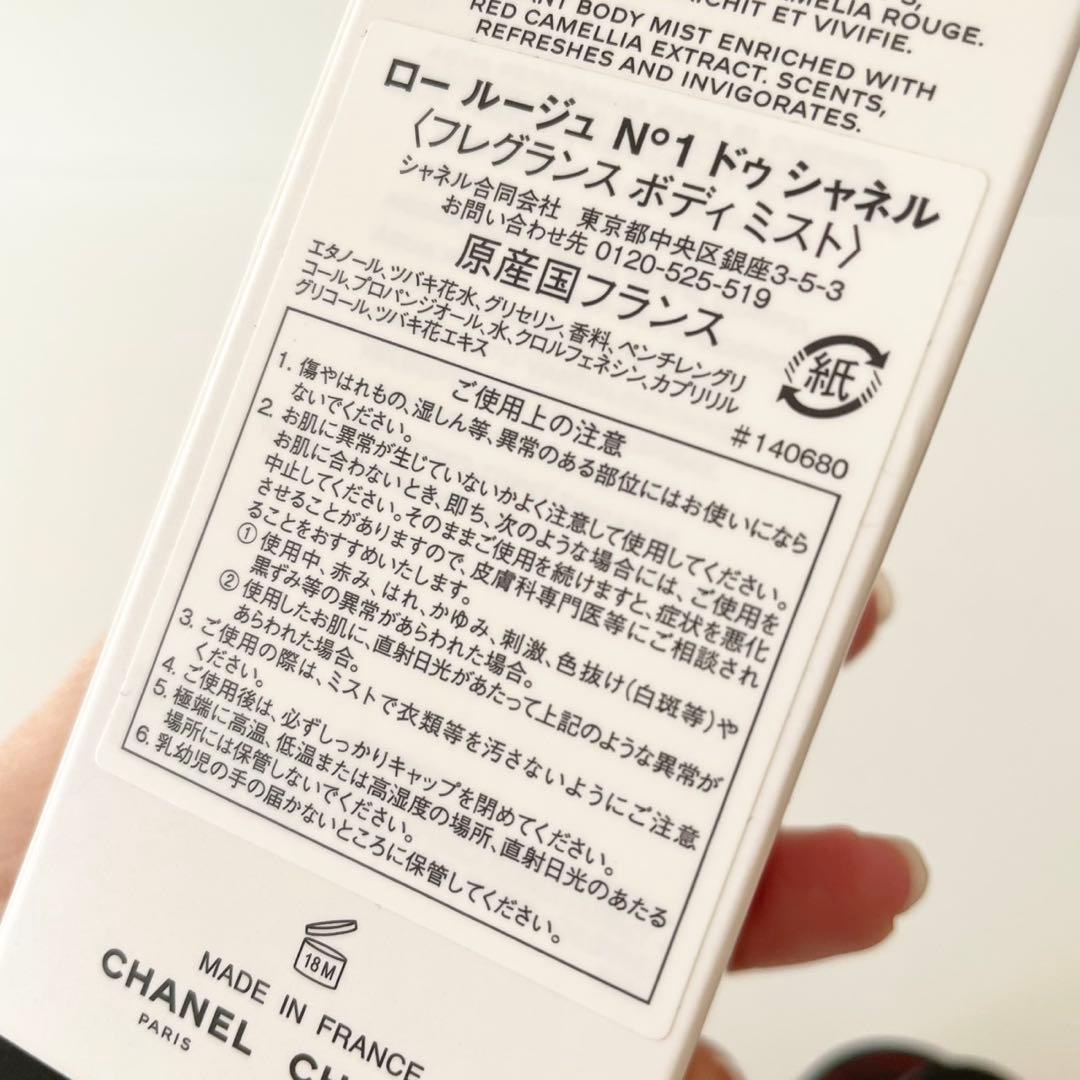 CAMELIA ROUGE.
ET VIVIFIE.
BODY MIST ENRICHED WITH
RED CAMELLIA EXTRACT. SCENTS,
REFRESHES AND INVIGORATES.
ロー ルージュ N°1 ドゥ シャネル
〈フレグランス ボディ ミスト〉
シャネル合同会社 東京都中央区銀座3-5-3
お問い合わせ先 0120-525-519
原産国フランス
エタノール、ツバキ花水、グリセリン、香料、ペンチレングリ
コール、プロパンジオール、水、クロルフェネシン、カプリリル
グリコール、ツバキ花エキス
紙
#140680
ご使用上の注意
1. 傷やはれもの、湿しん等、異常のある部位にはお使いになら
ないでください。
2. お肌に異常が生じていないかよく注意して使用してください。
お肌に合わないとき、即ち、次のような場合には、ご使用を
中止してください。そのままご使用を続けますと、症状を悪化
させることがありますので、皮膚科専門医等にご相談され
ることをおすすめいたします。
① 使用中、赤み、はれ、かゆみ、刺激、色抜け(白斑等)や
黒ずみ等の異常があらわれた場合。
② 使用したお肌に、直射日光があたって上記のような異常が
あらわれた場合。
3. ご使用の際は、ミストで衣類等を汚さないようにご注意
ください。
4. ご使用後は、必ずしっかりキャップを閉めてください。
5. 極端に高温、低温または高湿度の場所、直射日光のあたる
場所には保管しないでください。
6. 乳幼児の手の届かないところに保管してください。
18M
MADE IN FRANCE
CHANEL
PARIS